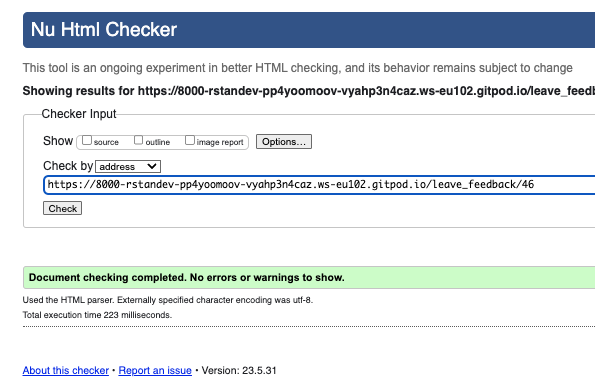 Nu Html Checker
This tool is an ongoing experiment in better HTML checking, and its behavior remains subject to change
Showing results for https://8000-rstandev-pp4yoomoov-vyahp3n4caz.ws-eu102.gitpod.io/leave_feedb
Checker Input
Show source outline image report Options...
Check by address
https://8000-rstandev-pp4yoomoov-vyahp3n4caz.ws-eu102.gitpod.io/leave_feedback/46
Check
Document checking completed. No errors or warnings to show.
Used the HTML parser. Externally specified character encoding was utf-8.
Total execution time 223 milliseconds.
About this checker • Report an issue • Version: 23.5.31